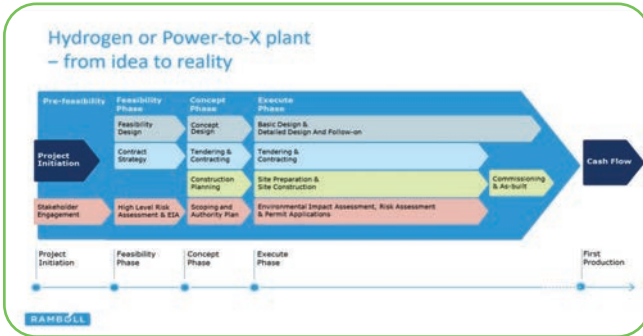 Hydrogen or Power-to-X plant
– from idea to reality
Pre-feasibility
Feasibility
Phase
Concept
Phase
Execute
Phase
Feasibility
Design
Concept
Design
Basic Design &
Detailed Design And Follow-on
Project
Initiation
Contract
Strategy
Tendering &
Contracting
Tendering &
Contracting
Cash Flow
Construction
Planning
Site Preparation &
Site Construction
Commissioning
& As-built
Stakeholder
Engagement
High Level Risk
Assessment & EIA
Scoping and
Authority Plan
Environmental Impact Assessment, Risk Assessment
& Permit Applications
Project
Initiation
Feasibility
Phase
Concept
Phase
Execute
Phase
First
Production
RAMBOLL